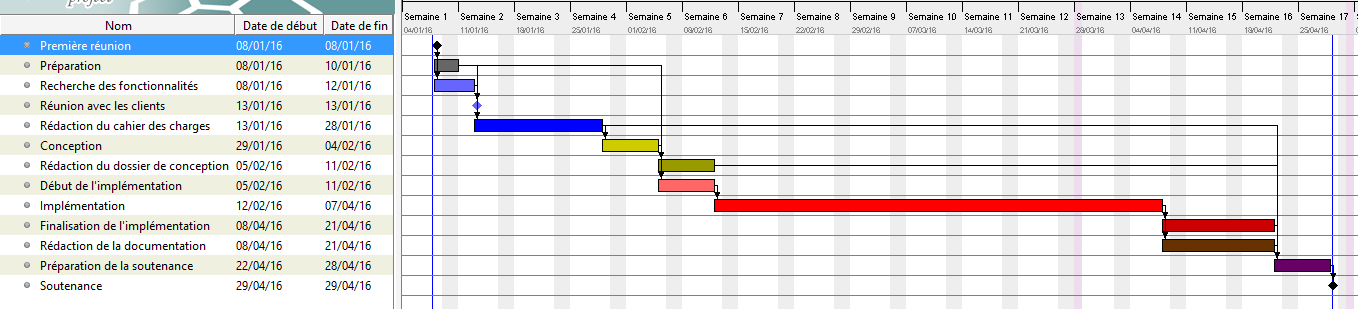 project
Nom Date de début Date de fin
Première réunion 08/01/16 08/01/16
Préparation 08/01/16 10/01/16
Recherche des fonctionnalités 08/01/16 12/01/16
Réunion avec les clients 13/01/16 13/01/16
Rédaction du cahier des charges 13/01/16 28/01/16
Conception 29/01/16 04/02/16
Rédaction du dossier de conception 05/02/16 11/02/16
Début de l'implémentation 05/02/16 11/02/16
Implémentation 12/02/16 07/04/16
Finalisation de l'implémentation 08/04/16 21/04/16
Rédaction de la documentation 08/04/16 21/04/16
Préparation de la soutenance 22/04/16 28/04/16
Soutenance 29/04/16 29/04/16
Semaine 1 Semaine 2 Semaine 3 Semaine 4 Semaine 5 Semaine 6 Semaine 7 Semaine 8 Semaine 9 Semaine 10 Semaine 11 Semaine 12 Semaine 13 Semaine 14 Semaine 15 Semaine 16 Semaine 17
04/01/16 11/01/16 18/01/16 25/01/16 01/02/16 08/02/16 15/02/16 22/02/16 29/02/16 07/03/16 14/03/16 21/03/16 28/03/16 04/04/16 11/04/16 18/04/16 25/04/16